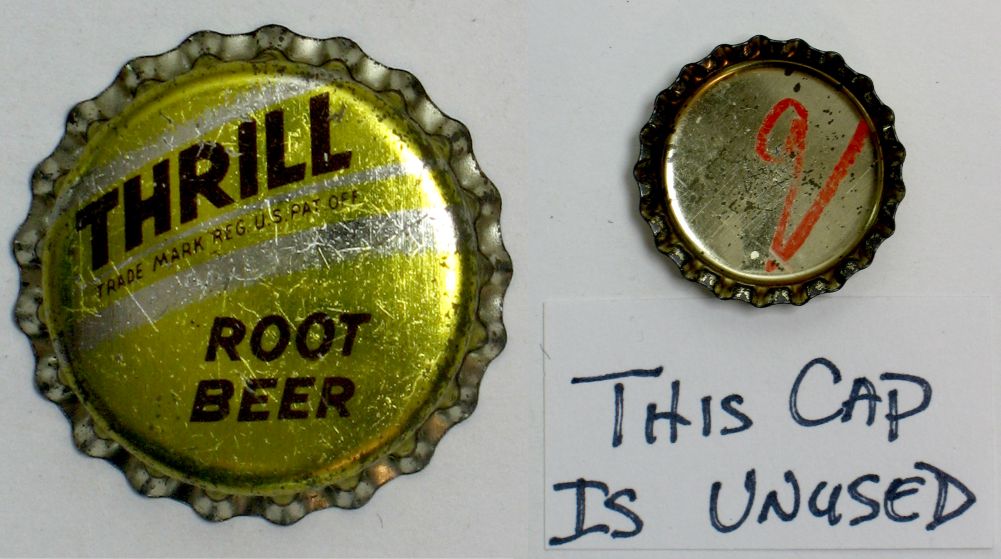 THRILL
TRADE MARK REG. U.S. PAT. OFF
ROOT
BEER
V
THIS CAP
IS UNUSED